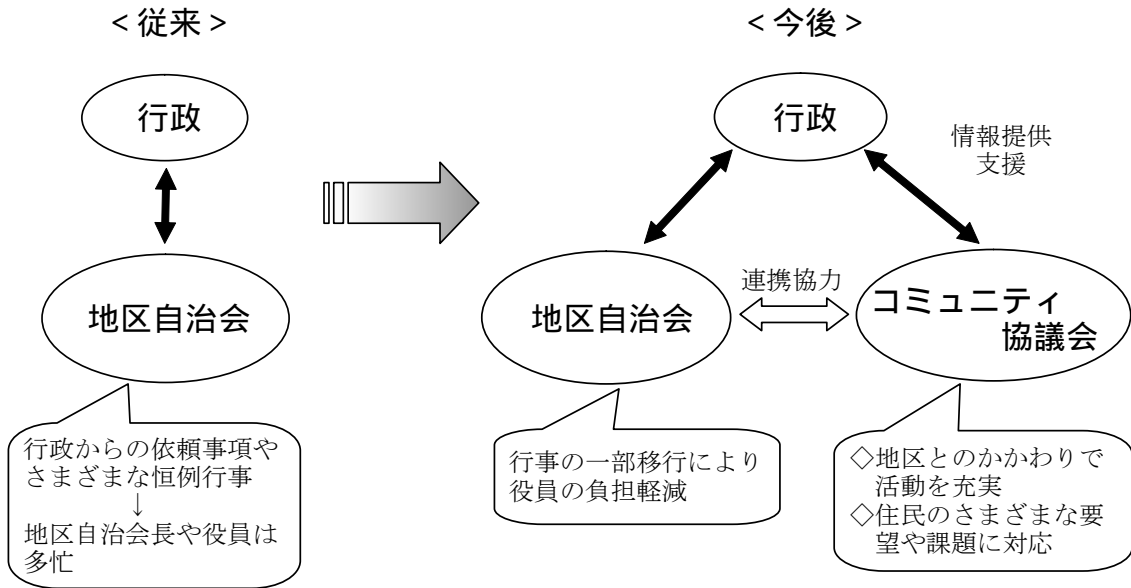 ＜従来＞
行政
地区自治会
行政からの依頼事項や
さまざまな恒例行事
↓
地区自治会長や役員は
多忙
＜今後＞
行政
情報提供
支援
地区自治会
連携協力
コミュニティ
協議会
行事の一部移行により
役員の負担軽減
◇地区とのかかわりで
活動を充実
◇住民のさまざまな要
望や課題に対応